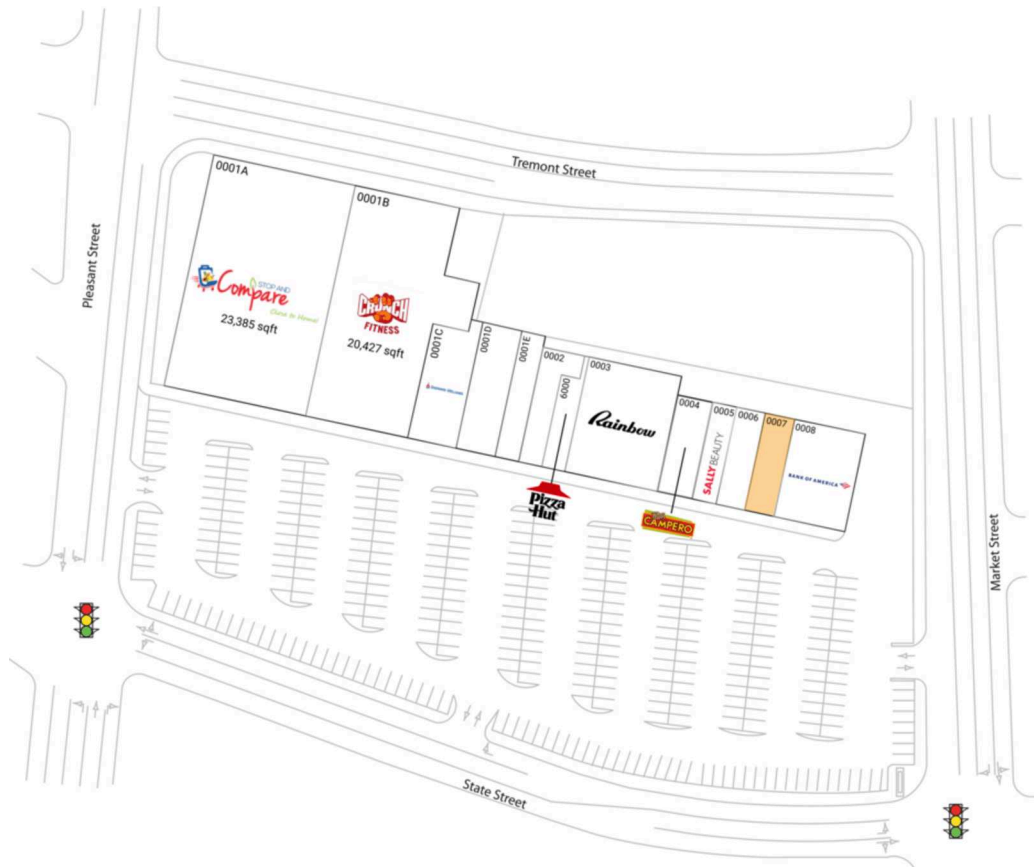 Tremont Street
Pleasant Street
0001A
0001B
STOP AND
Compare
23,385 sqft
CRUNCH
FITNESS
20,427 sqft
0001C
0001D
0001E
0002
6000
0003
Rainbow
0004
0005
0006
0007
0008
SALLY BEAUTY
BANK OF AMERICA
Pizza
Hut
CAMPERO
Market Street
State Street